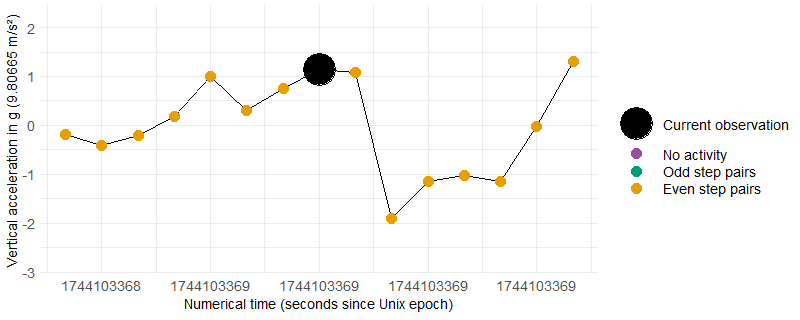 Vertical acceleration in g (9.80665 m/s²)
2
1
0
-1
-2
-3
1744103368 1744103369 1744103369 1744103369 1744103369
Numerical time (seconds since Unix epoch)
Current observation
No activity
Odd step pairs
Even step pairs